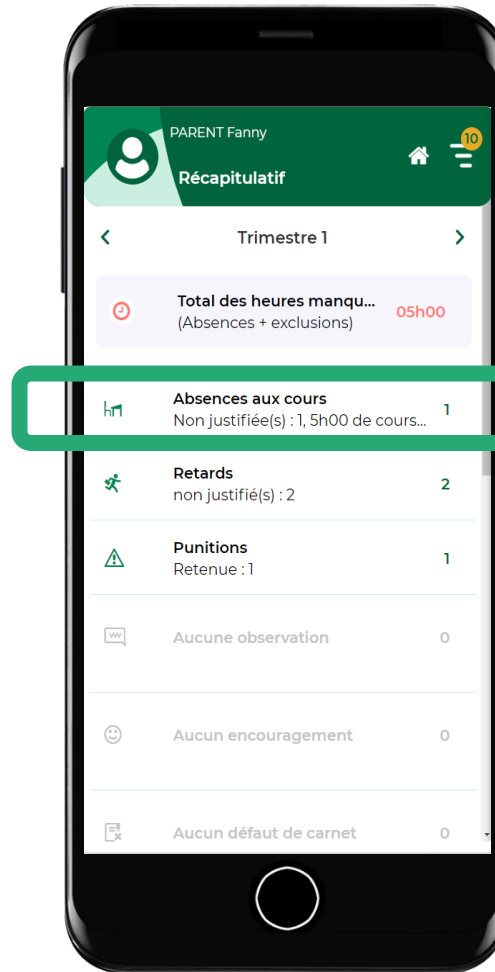 PARENT Fanny
10
Récapitulatif
Trimestre 1
Total des heures manqu...
(Absences + exclusions)
05h00
Absences aux cours
Non justifiée(s) : 1, 5h00 de cours...
1
Retards
non justifié(s) : 2
2
Punitions
Retenue : 1
1
Aucune observation
0
Aucun encouragement
0
Aucun défaut de carnet
0